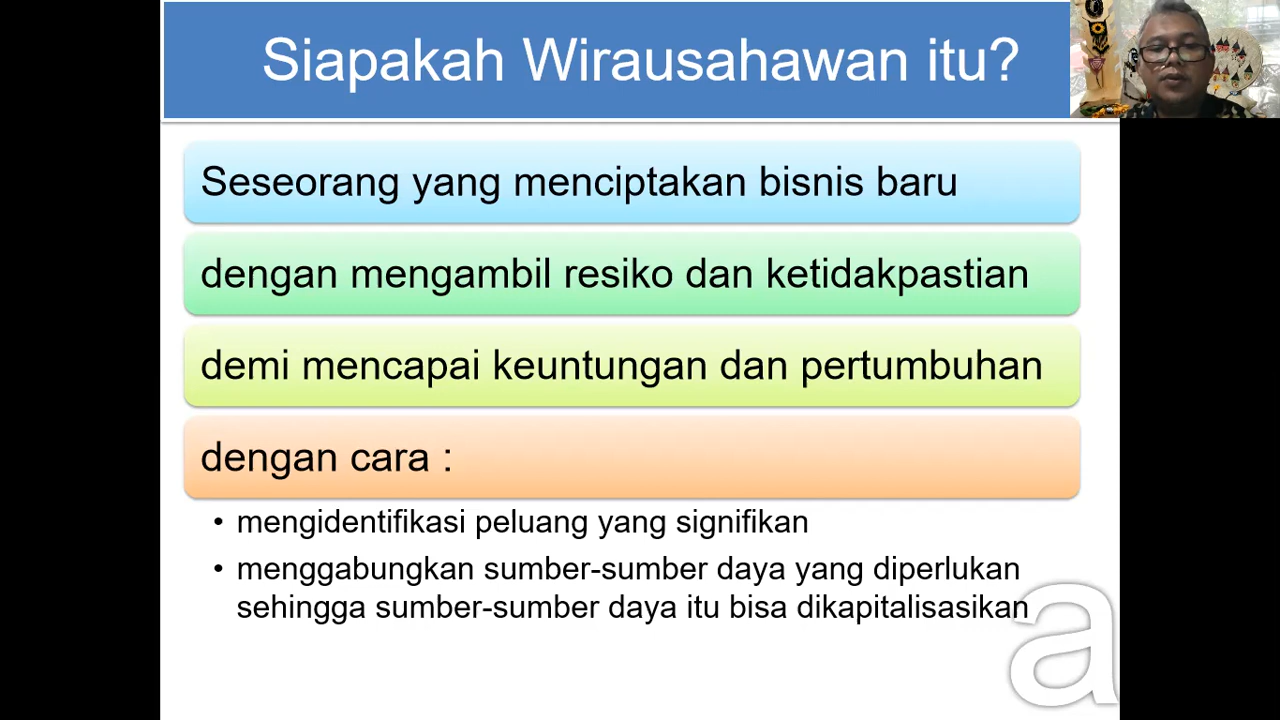 Siapakah Wirausahawan itu?
Seseorang yang menciptakan bisnis baru
dengan mengambil resiko dan ketidakpastian
demi mencapai keuntungan dan pertumbuhan
dengan cara :
• mengidentifikasi peluang yang signifikan
• menggabungkan sumber-sumber daya yang diperlukan
sehingga sumber-sumber daya itu bisa dikapitalisasikan
a